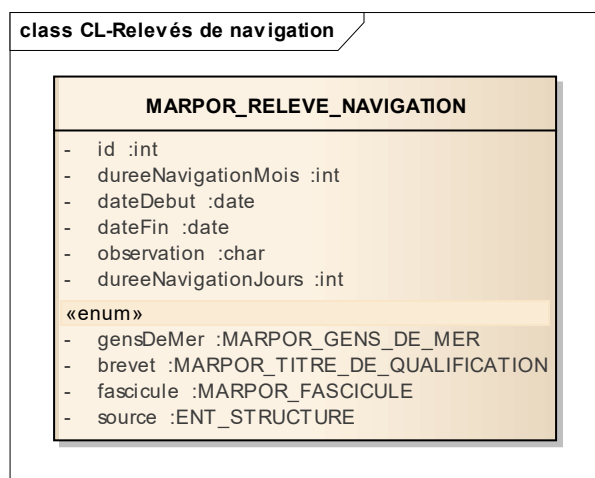 class CL-Relevés de navigation
MARPOR_RELEVE_NAVIGATION
- id :int
- dureeNavigationMois :int
- dateDebut :date
- dateFin :date
- observation :char
- dureeNavigationJours :int
«enum»
- gensDeMer :MARPOR_GENS_DE_MER
- brevet :MARPOR_TITRE_DE_QUALIFICATION
- fascicule :MARPOR_FASCICULE
- source :ENT_STRUCTURE